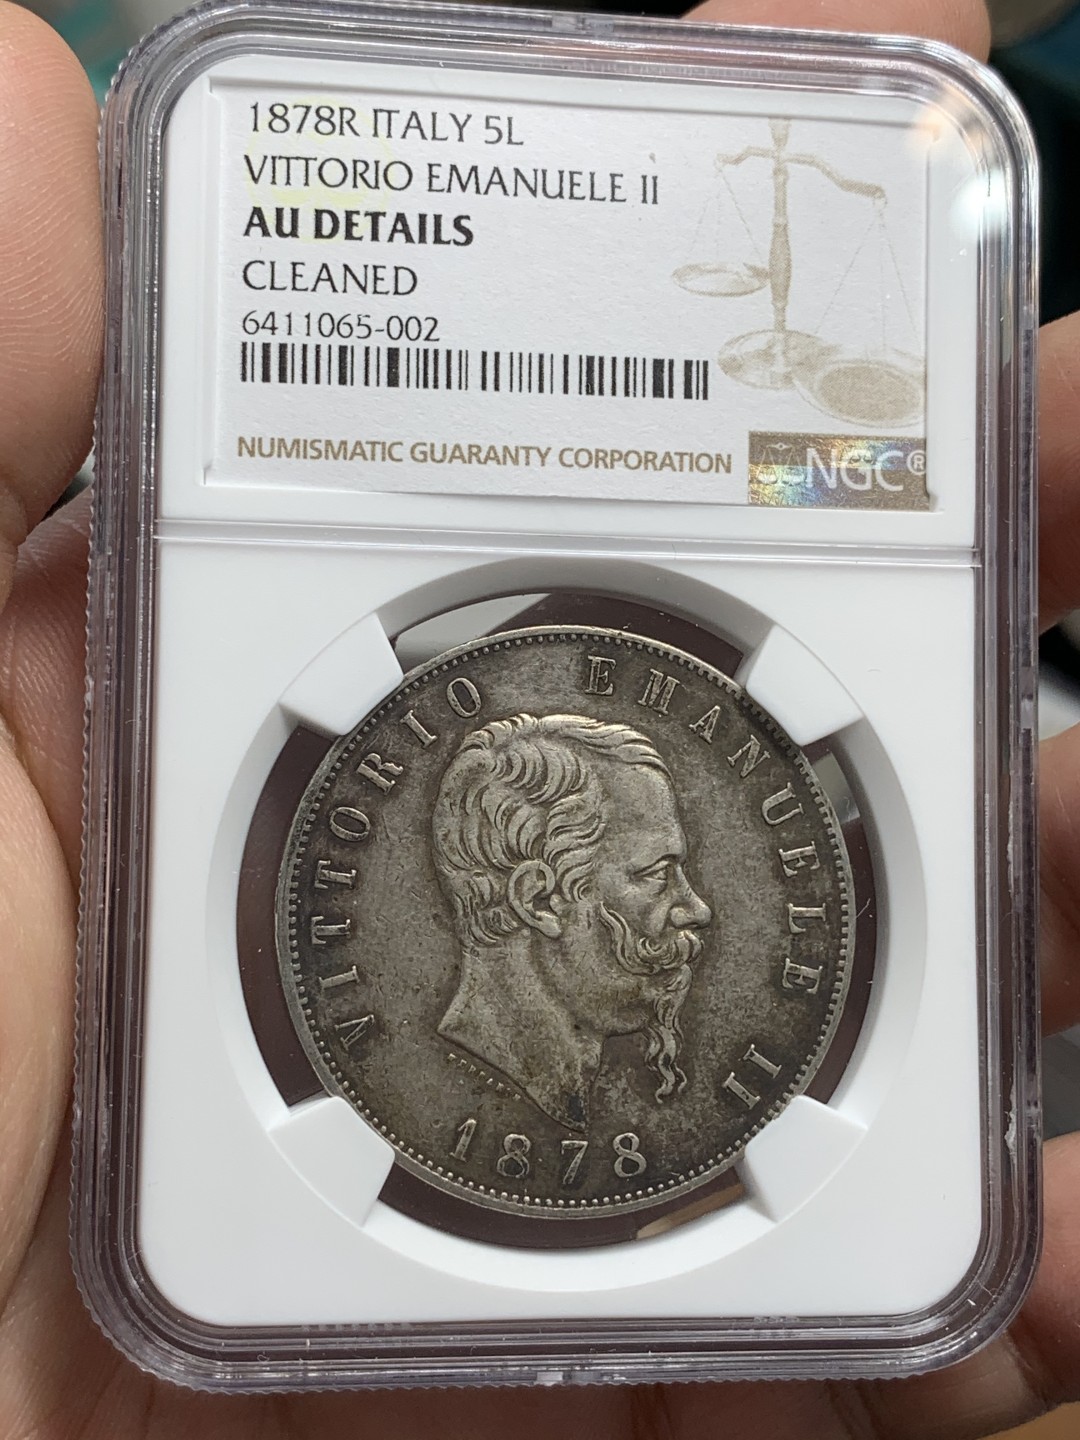 1878R ITALY 5L
VITTORIO EMANUELE II
AU DETAILS
CLEANED
6411065-002
NUMISMATIC GUARANTY CORPORATION
NGC®
VITTORIO EMANUELE II
1878